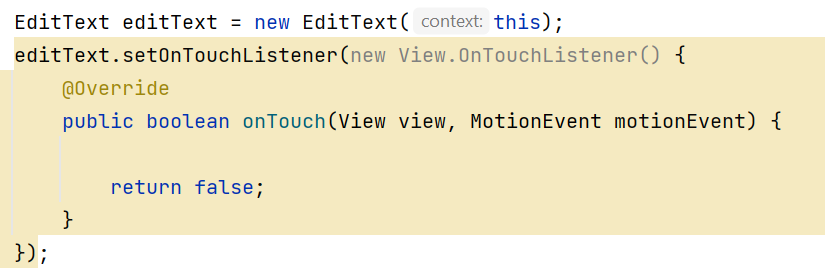 EditText editText = new EditText( context: this);
editText.setOnTouchListener(new View.OnTouchListener() {
    @Override
    public boolean onTouch(View view, MotionEvent motionEvent) {

        return false;
    }
});